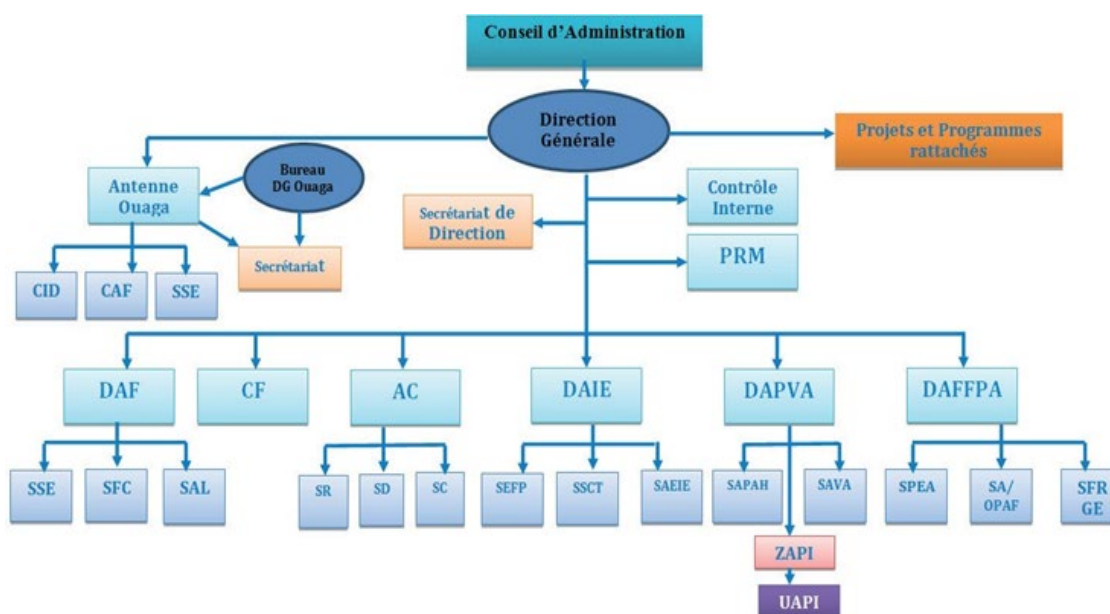 Conseil d'Administration
Direction
Générale
Projets et Programmes
rattachés
Bureau
DG Ouaga
Antenne
Ouaga
Contrôle
Interne
Secrétariat de
Direction
Secrétariat
PRM
CID
CAF
SSE
DAF
CF
AC
DAIE
DAPVA
DAFFPA
SSE
SFC
SAL
SR
SD
SC
SEFP
SSCT
SAEIE
SAPAH
SAVA
SPEA
SA/
OPAF
SFR
GE
ZAPI
UAPI